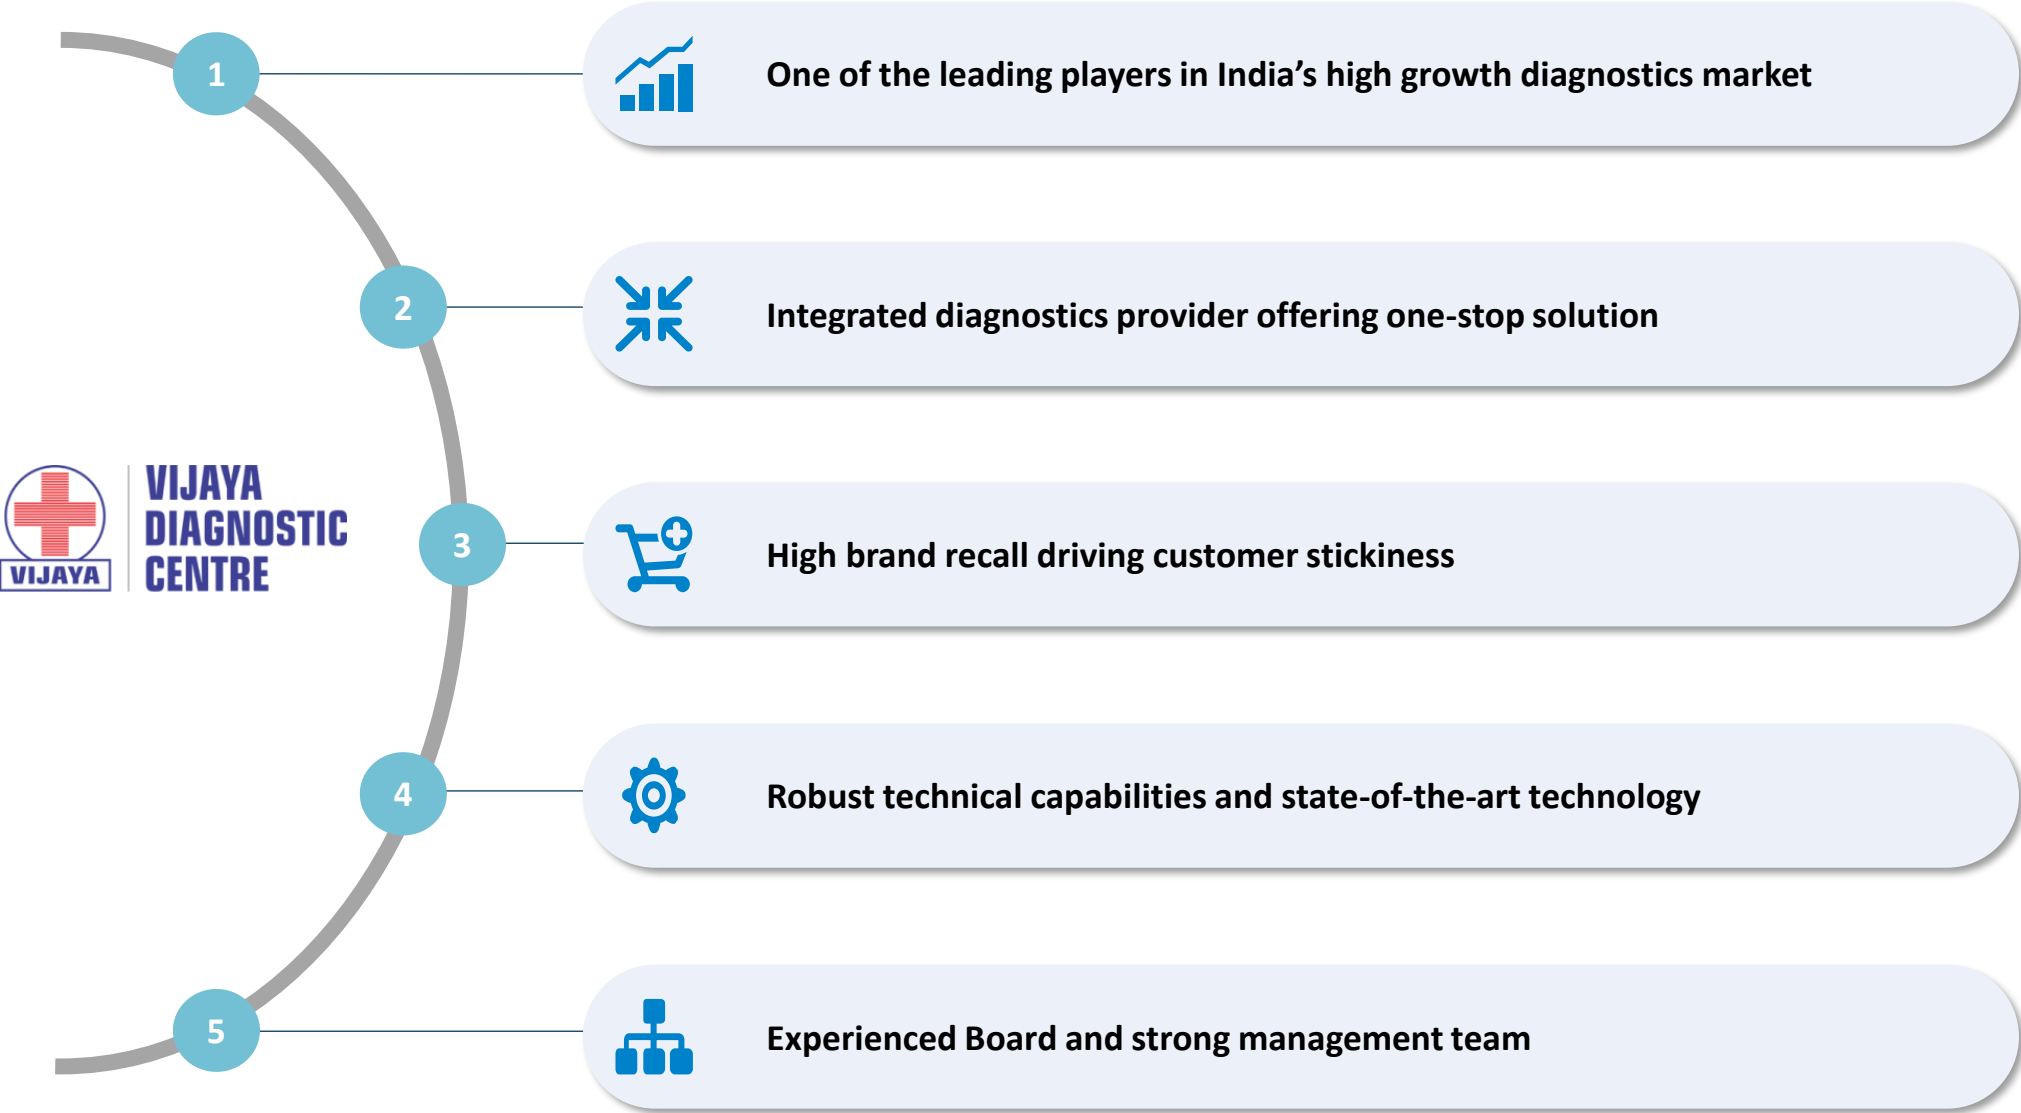 1
One of the leading players in India’s high growth diagnostics market
2
Integrated diagnostics provider offering one-stop solution
VIJAYA
VIJAYA
DIAGNOSTIC
CENTRE
3
High brand recall driving customer stickiness
4
Robust technical capabilities and state-of-the-art technology
5
Experienced Board and strong management team